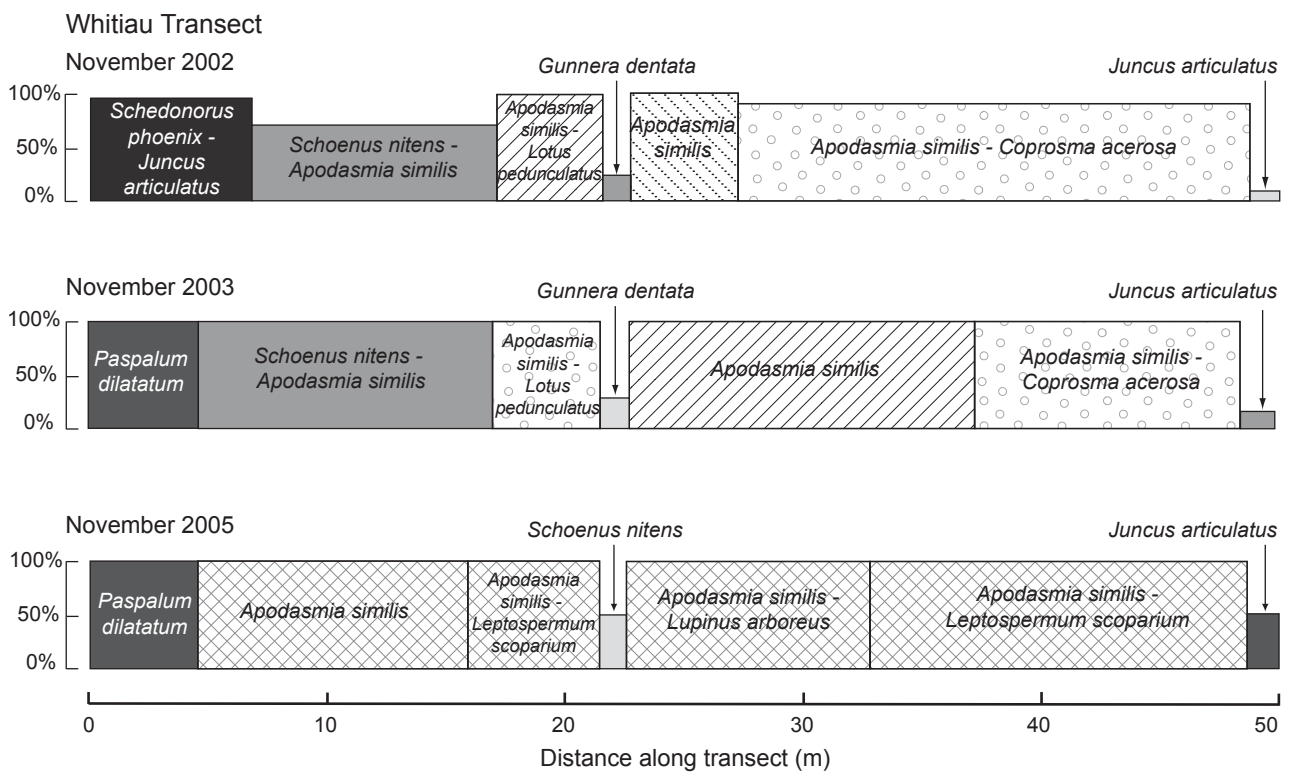 Whitiau Transect
November 2002
Gunnera dentata
Juncus articulatus
100%
50%
0%
Schedonorus
phoenix -
Juncus
articulatus
Schoenus nitens -
Apodasmia similis
Apodasmia
similis -
Lotus
pedunculatus
Apodasmia
similis
Apodasmia similis - Coprosma acerosa
November 2003
Gunnera dentata
Juncus articulatus
100%
50%
0%
Paspalum
dilatatum
Schoenus nitens -
Apodasmia similis
Apodasmia
similis -
Lotus
pedunculatus
Apodasmia similis
Apodasmia similis -
Coprosma acerosa
November 2005
Schoenus nitens
Juncus articulatus
100%
50%
0%
Paspalum
dilatatum
Apodasmia similis
Apodasmia
similis -
Leptospermum
scoparium
Apodasmia similis -
Lupinus arboreus
Apodasmia similis -
Leptospermum scoparium
0 10 20 30 40 50
Distance along transect (m)